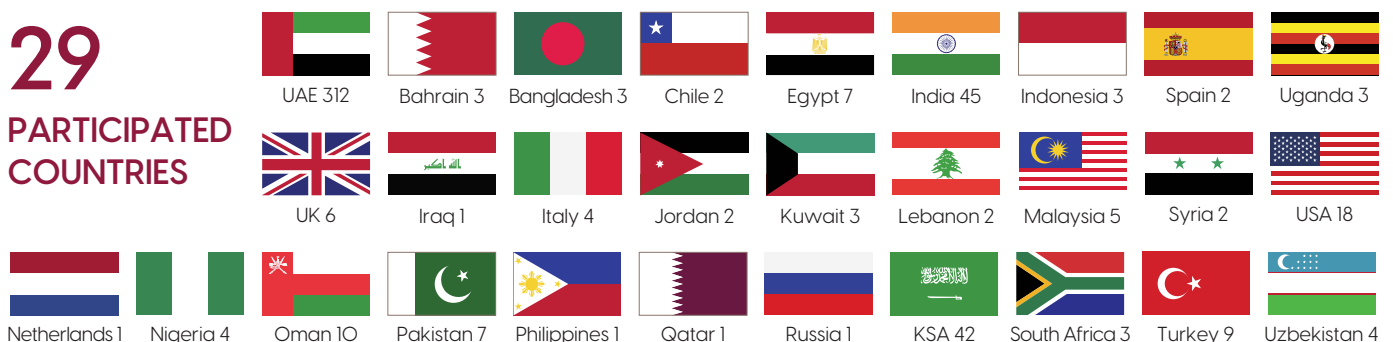 29
PARTICIPATED
COUNTRIES
UAE 312
Bahrain 3
Bangladesh 3
Chile 2
Egypt 7
India 45
Indonesia 3
Spain 2
Uganda 3
UK 6
Iraq 1
Italy 4
Jordan 2
Kuwait 3
Lebanon 2
Malaysia 5
Syria 2
USA 18
Netherlands 1
Nigeria 4
Oman 10
Pakistan 7
Philippines 1
Qatar 1
Russia 1
KSA 42
South Africa 3
Turkey 9
Uzbekistan 4